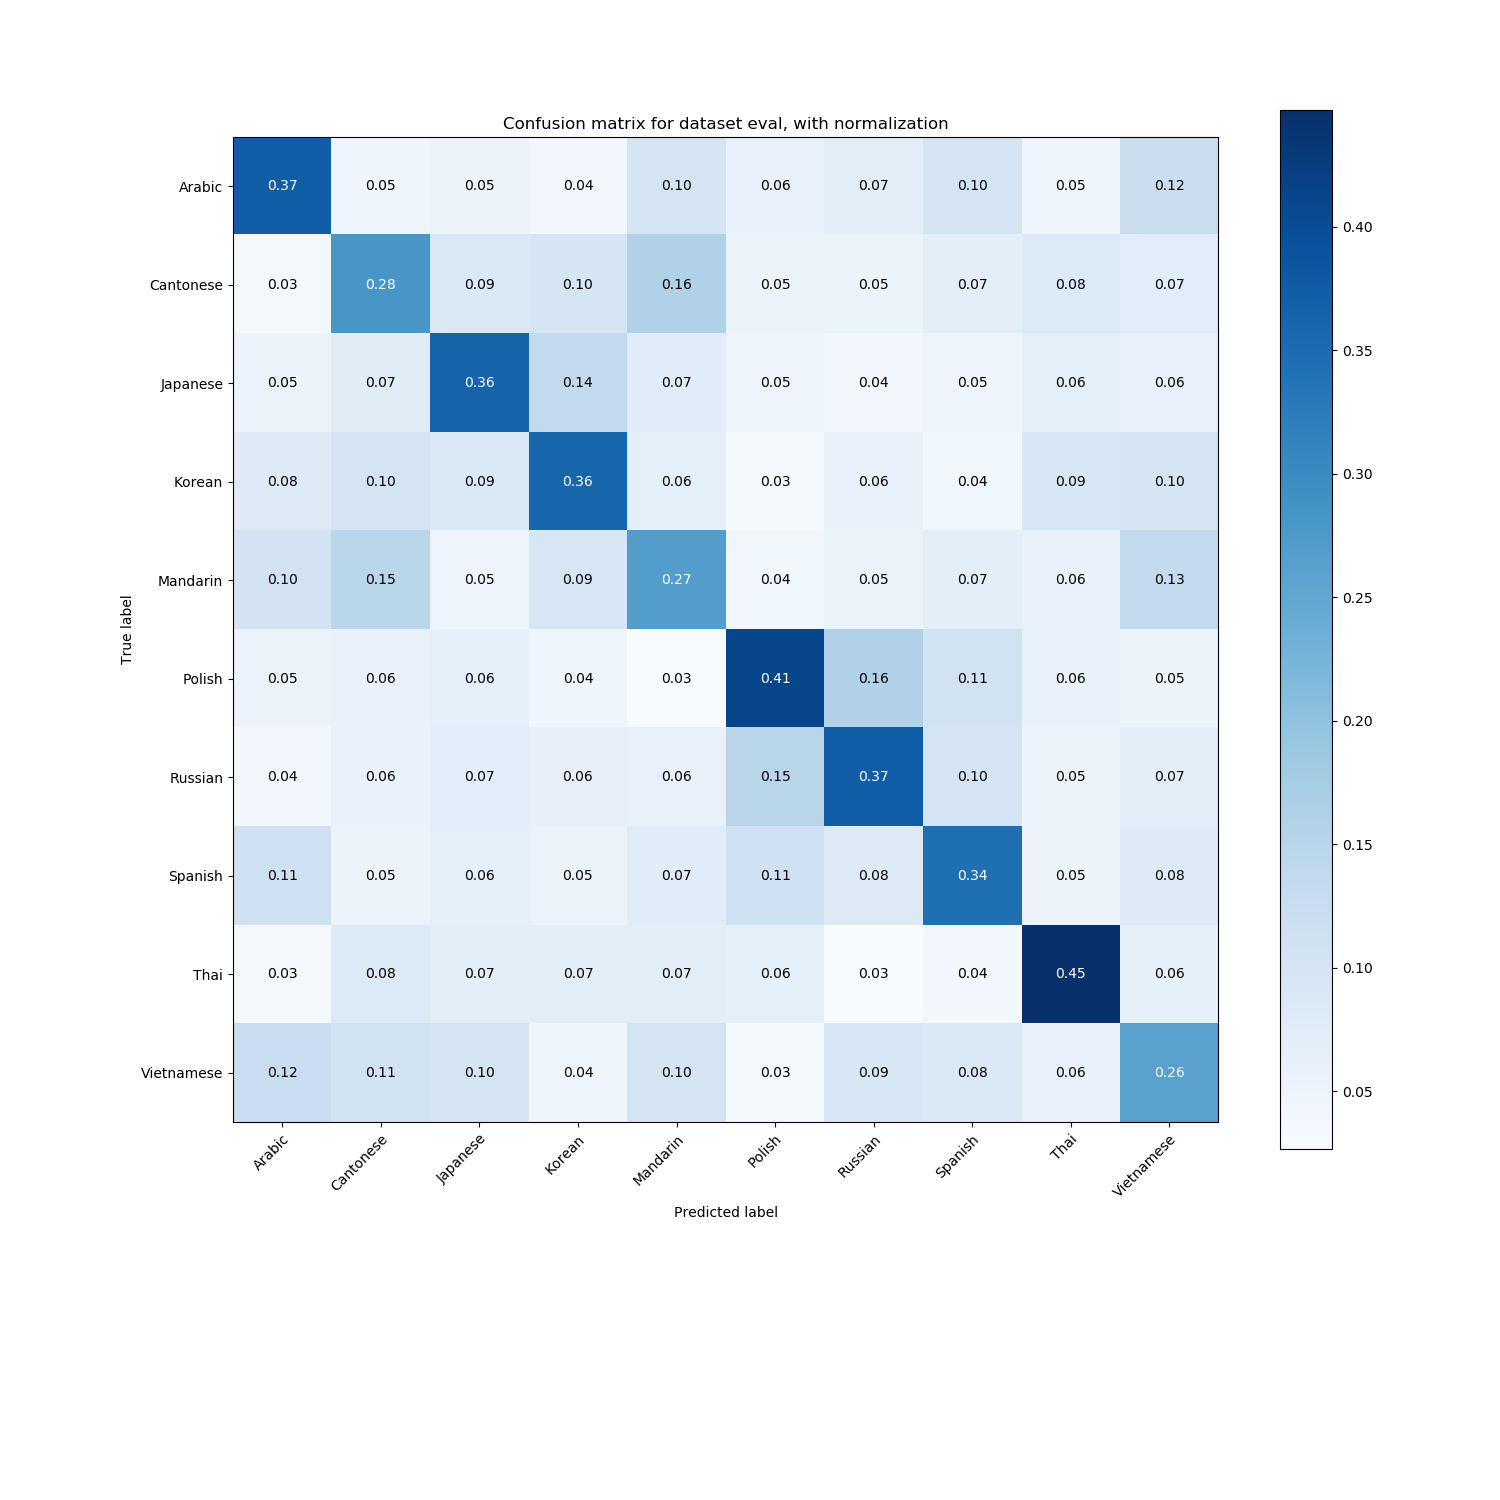 Confusion matrix for dataset eval, with normalization
Arabic 0.37 0.05 0.05 0.04 0.10 0.06 0.07 0.10 0.05 0.12
Cantonese 0.03 0.28 0.09 0.10 0.16 0.05 0.05 0.07 0.08 0.07
Japanese 0.05 0.07 0.36 0.14 0.07 0.05 0.04 0.05 0.06 0.06
Korean 0.08 0.10 0.09 0.36 0.06 0.03 0.06 0.04 0.09 0.10
Mandarin 0.10 0.15 0.05 0.09 0.27 0.04 0.05 0.07 0.06 0.13
Polish 0.05 0.06 0.06 0.04 0.03 0.41 0.16 0.11 0.06 0.05
Russian 0.04 0.06 0.07 0.06 0.06 0.15 0.37 0.10 0.05 0.07
Spanish 0.11 0.05 0.06 0.05 0.07 0.11 0.08 0.34 0.05 0.08
Thai 0.03 0.08 0.07 0.07 0.07 0.06 0.03 0.04 0.45 0.06
Vietnamese 0.12 0.11 0.10 0.04 0.10 0.03 0.09 0.08 0.06 0.26
Arabic Cantonese Japanese Korean Mandarin Polish Russian Spanish Thai Vietnamese
Predicted label
True label
0.40
0.35
0.30
0.25
0.20
0.15
0.10
0.05